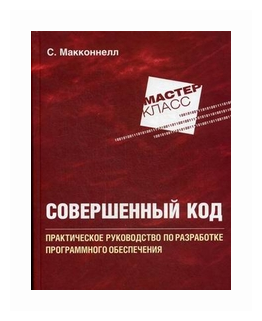 С. Макконнелл
МАСТЕР
КЛАСС
СОВЕРШЕННЫЙ КОД
ПРАКТИЧЕСКОЕ РУКОВОДСТВО ПО РАЗРАБОТКЕ
ПРОГРАММНОГО ОБЕСПЕЧЕНИЯ